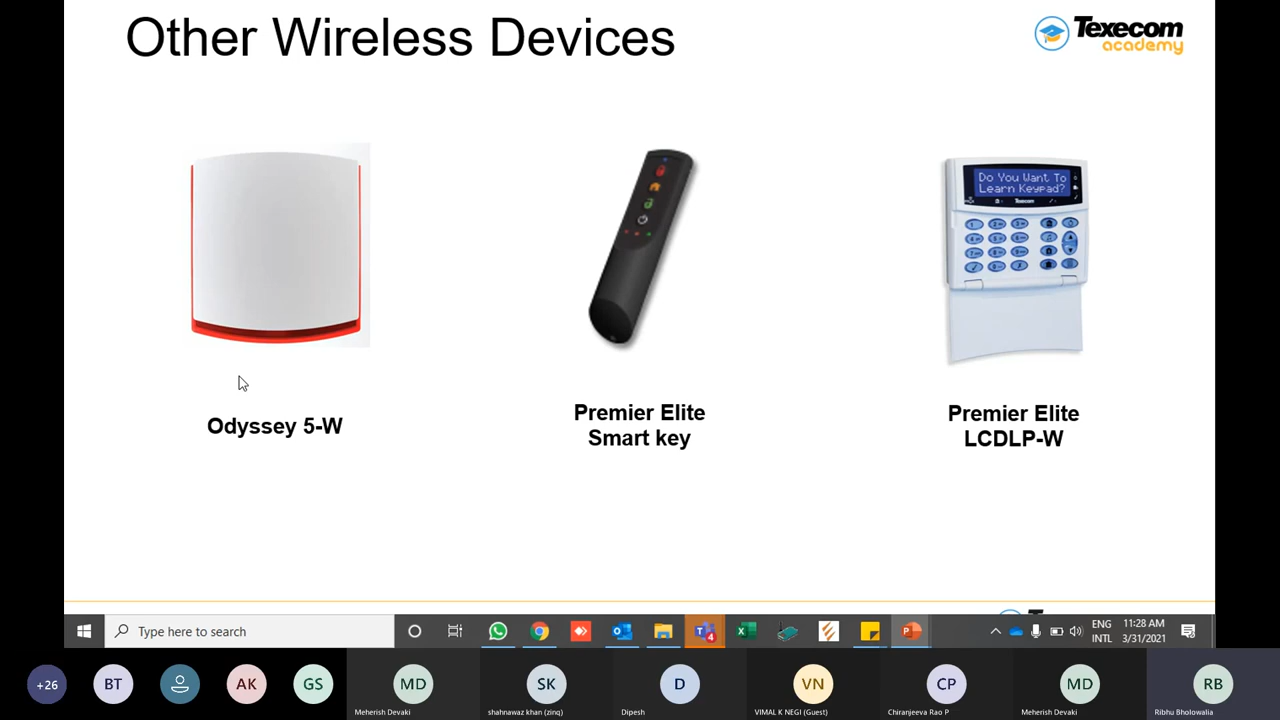 Other Wireless Devices
Texecom
academy
Do You Want To
Learn Keypad?
Texecom
Odyssey 5-W
Premier Elite
Smart key
Premier Elite
LCDLP-W
Type here to search
4
ENG
INTL
11:28 AM
3/31/2021
+26
BT
AK
GS
MD
SK
D
VN
CP
MD
RB
Meherish Devaki
shahnawaz khan (zinq)
Dipesh
VIMAL K NEGI (Guest)
Chiranjeeva Rao P
Meherish Devaki
Ribhu Bholowalia